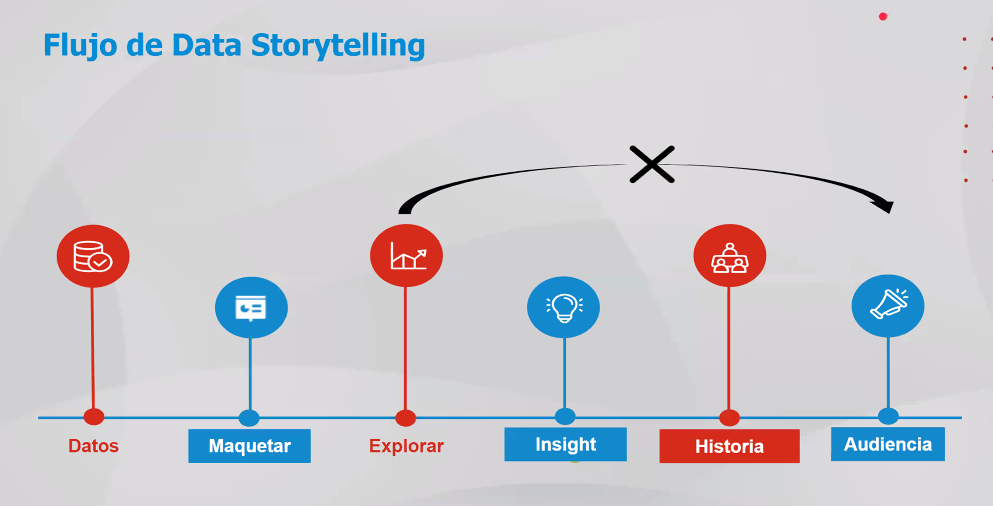 Flujo de Data Storytelling
Datos
Maquetar
Explorar
Insight
Historia
Audiencia